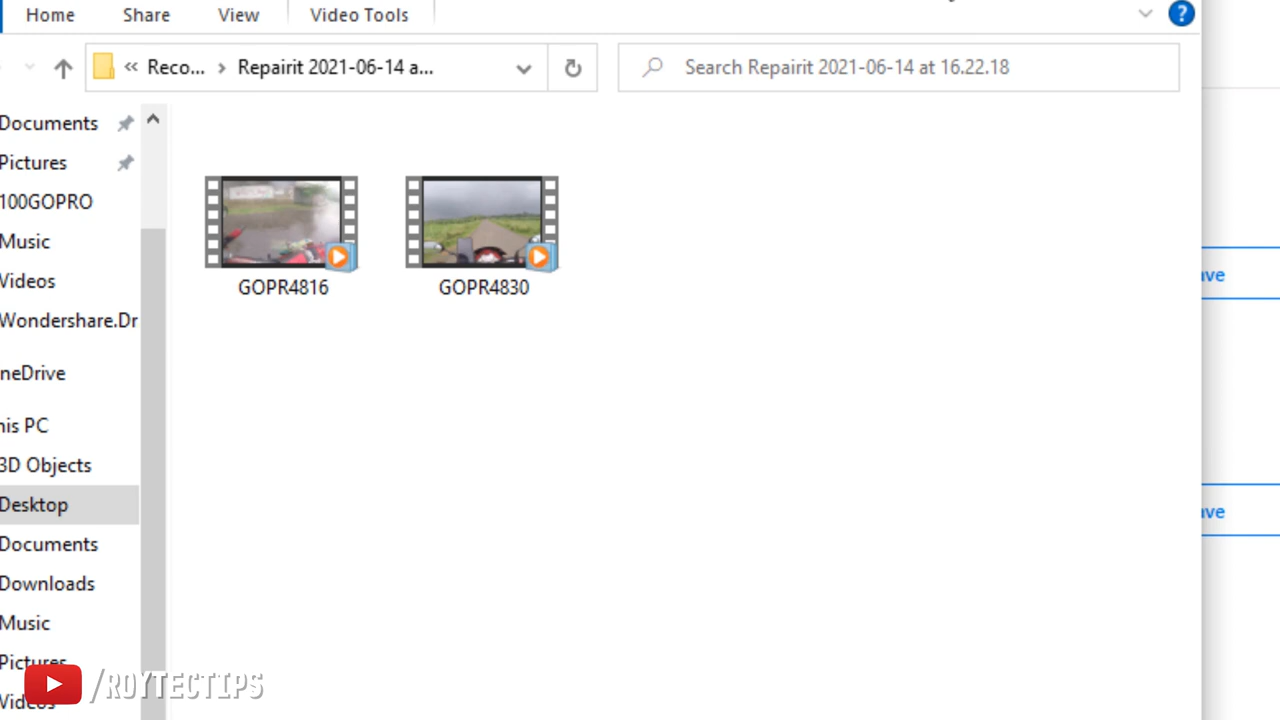 Home Share View Video Tools
« Reco... › Repairit 2021-06-14 a... Search Repairit 2021-06-14 at 16.22.18
Documents
Pictures
100GOPRO
Music
Videos
Wondershare.Dr
neDrive
his PC
3D Objects
Desktop
Documents
Downloads
Music
Pictures
Videos
GOPR4816 GOPR4830
ave
ave
/ROYTECTIPS